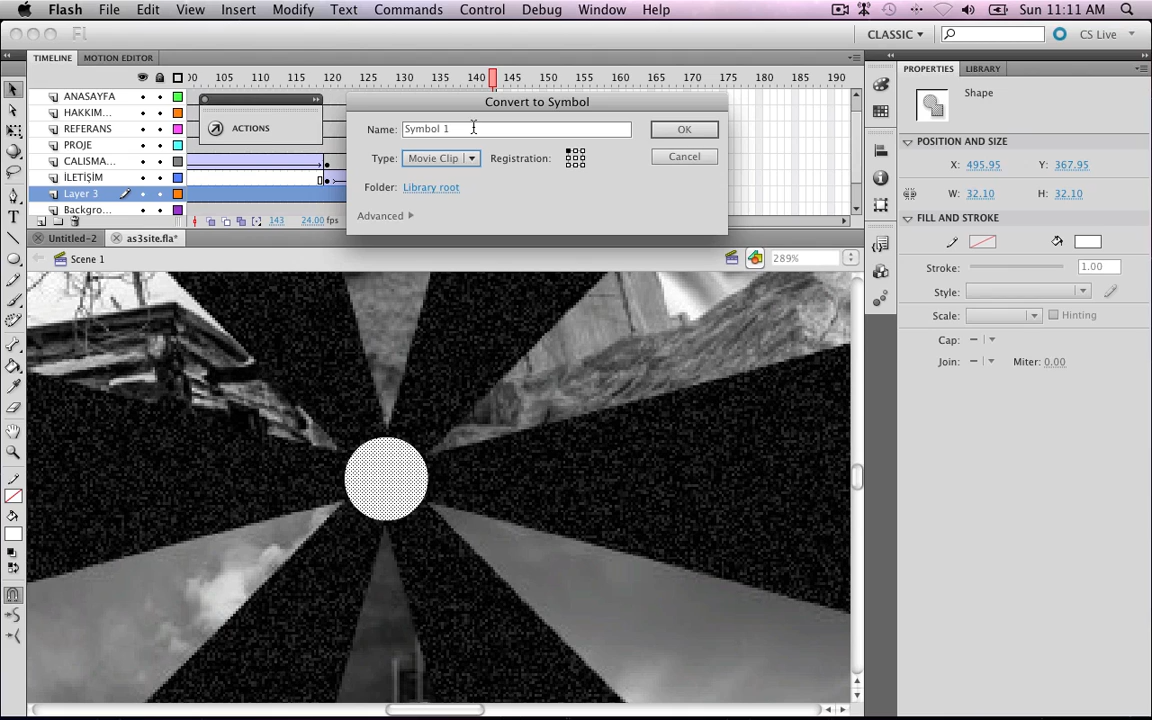 Flash File Edit View Insert Modify Text Commands Control Debug Window Help Sun 11:11 AM
Fl CLASSIC CS Live
TIMELINE MOTION EDITOR
PROPERTIES LIBRARY
00 105 110 115 120 125 130 135 140 145 150 155 160 165 170 175 180 185 190
Shape
ANASAYFA
HAKKIM...
REFERANS
PROJE
CALISMA...
İLETİŞİM
Layer 3
Backgro...
143 24.00 fps
ACTIONS
Convert to Symbol
Name: Symbol 1 OK
Type: Movie Clip Registration: Cancel
Folder: Library root
Advanced
Untitled-2 as3site.fla*
Scene 1 289%
POSITION AND SIZE
X: 495.95 Y: 367.95
W: 32.10 H: 32.10
FILL AND STROKE
Stroke: 1.00
Style:
Scale: Hinting
Cap:
Join: Miter: 0.00